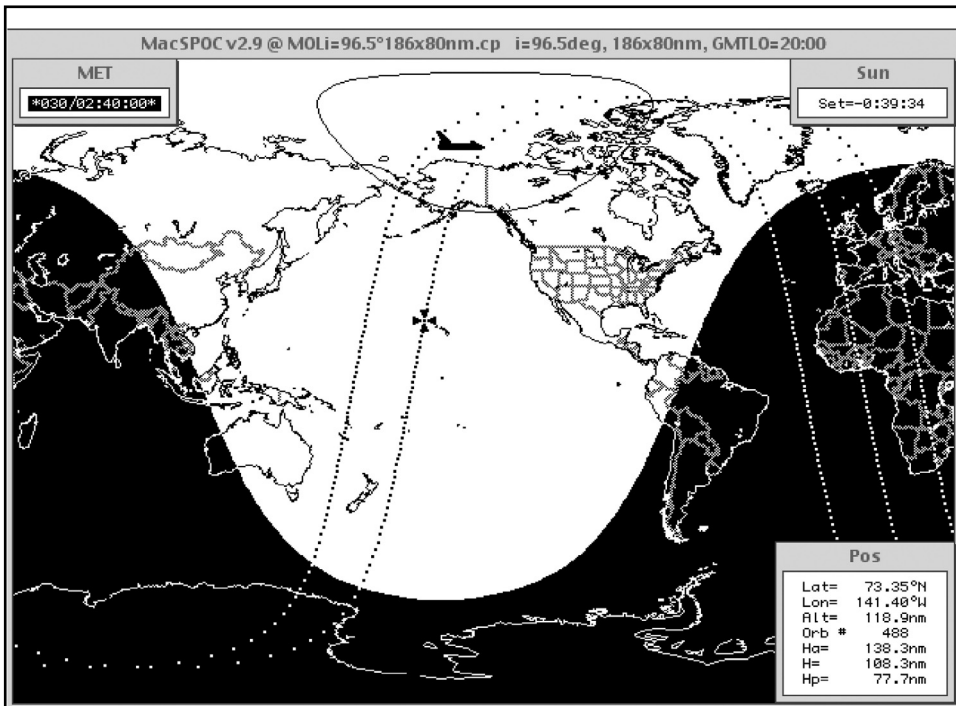 MacSPOC v2.9 @ MOLi=96.5°186x80nm.cp i=96.5deg, 186x80nm, GMTLO=20:00
MET
*030/02:40:00*
Sun
Set=-0:39:34
Pos
Lat= 73.35°N
Lon= 141.40°W
Alt= 118.9nm
Orb # 488
Ha= 138.3nm
H= 108.3nm
Hp= 77.7nm